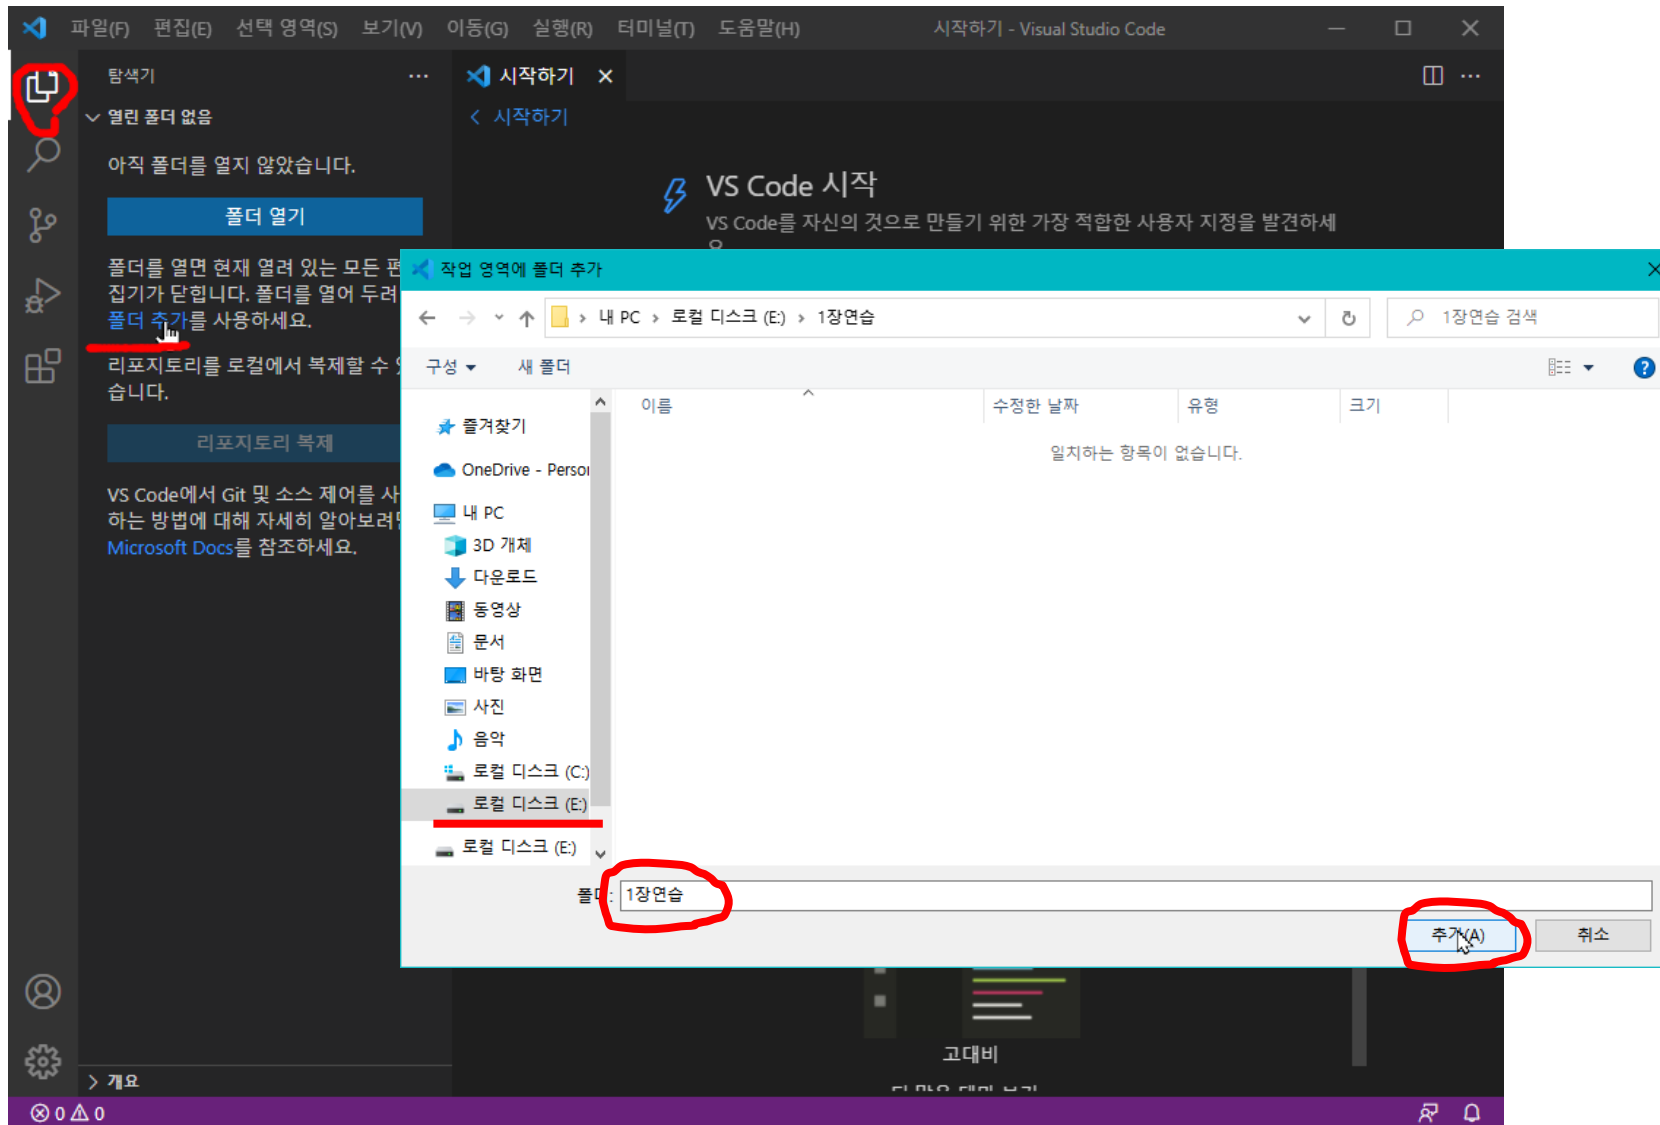 파일(F) 편집(E) 선택 영역(S) 보기(V) 이동(G) 실행(R) 터미널(T) 도움말(H) 시작하기 - Visual Studio Code
탐색기
시작하기
열린 폴더 없음
시작하기
아직 폴더를 열지 않았습니다.
폴더 열기
VS Code 시작
VS Code를 자신의 것으로 만들기 위한 가장 적합한 사용자 지정을 발견하세
폴더를 열면 현재 열려 있는 모든 편
집기가 닫힙니다. 폴더를 열어 두려
폴더 추가를 사용하세요.
리포지토리를 로컬에서 복제할 수
습니다.
리포지토리 복제
VS Code에서 Git 및 소스 제어를 사
하는 방법에 대해 자세히 알아보려
Microsoft Docs를 참조하세요.
작업 영역에 폴더 추가
내 PC › 로컬 디스크 (E:) › 1장연습
1장연습 검색
구성 새 폴더
이름 수정한 날짜 유형 크기
일치하는 항목이 없습니다.
즐겨찾기
OneDrive - Person
내 PC
3D 개체
다운로드
동영상
문서
바탕 화면
사진
음악
로컬 디스크 (C:)
로컬 디스크 (E:)
로컬 디스크 (E:)
폴더: 1장연습
추가(A) 취소
고대비
개요
0 0